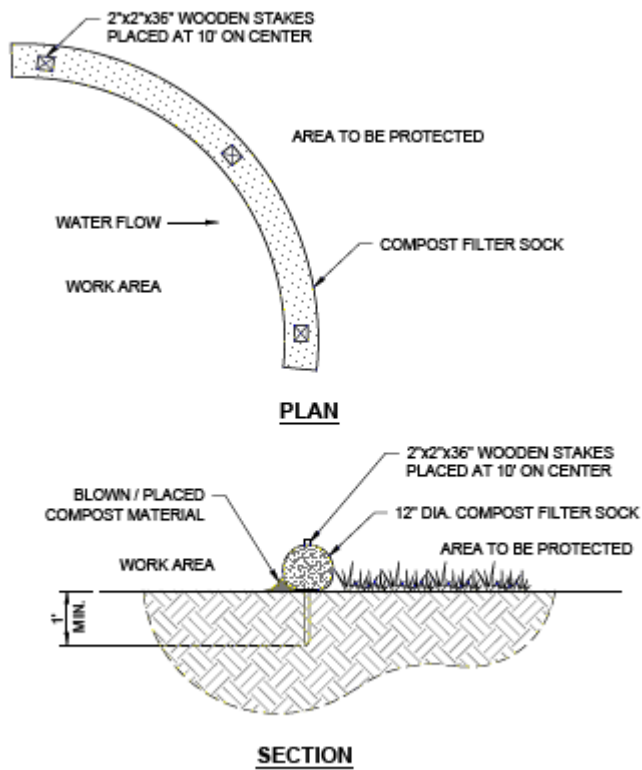 2"x2"x36" WOODEN STAKES
PLACED AT 10' ON CENTER
AREA TO BE PROTECTED
WATER FLOW
COMPOST FILTER SOCK
WORK AREA
PLAN
2"x2"x36" WOODEN STAKES
PLACED AT 10' ON CENTER
BLOWN / PLACED
COMPOST MATERIAL
12" DIA. COMPOST FILTER SOCK
AREA TO BE PROTECTED
WORK AREA
1'
MIN.
SECTION